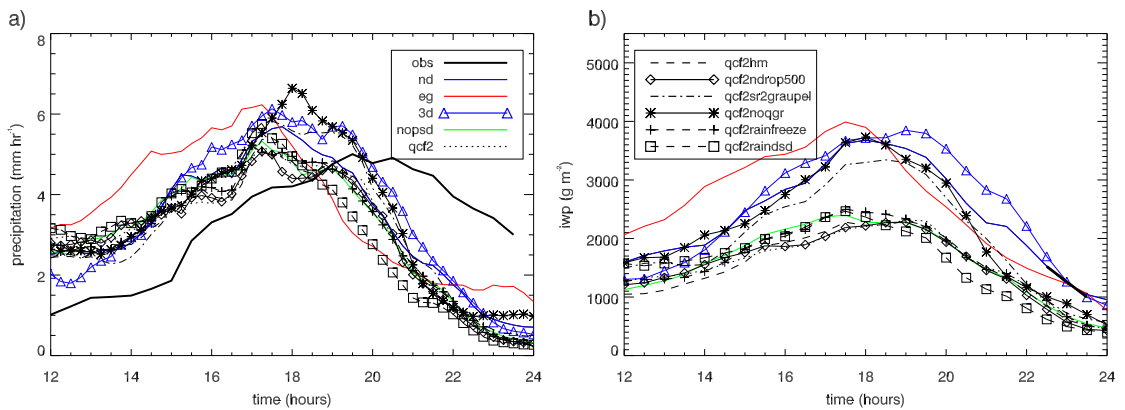 a)
precipitation (mm hr⁻¹)
8
6
4
2
0
12 14 16 18 20 22 24
time (hours)
obs
nd
eg
3d
nopsd
qcf2
b)
iwp (g m⁻²)
5000
4000
3000
2000
1000
0
12 14 16 18 20 22 24
time (hours)
qcf2hm
qcf2ndrop500
qcf2sr2graupel
qcf2noqgr
qcf2rainfreeze
qcf2raindsd